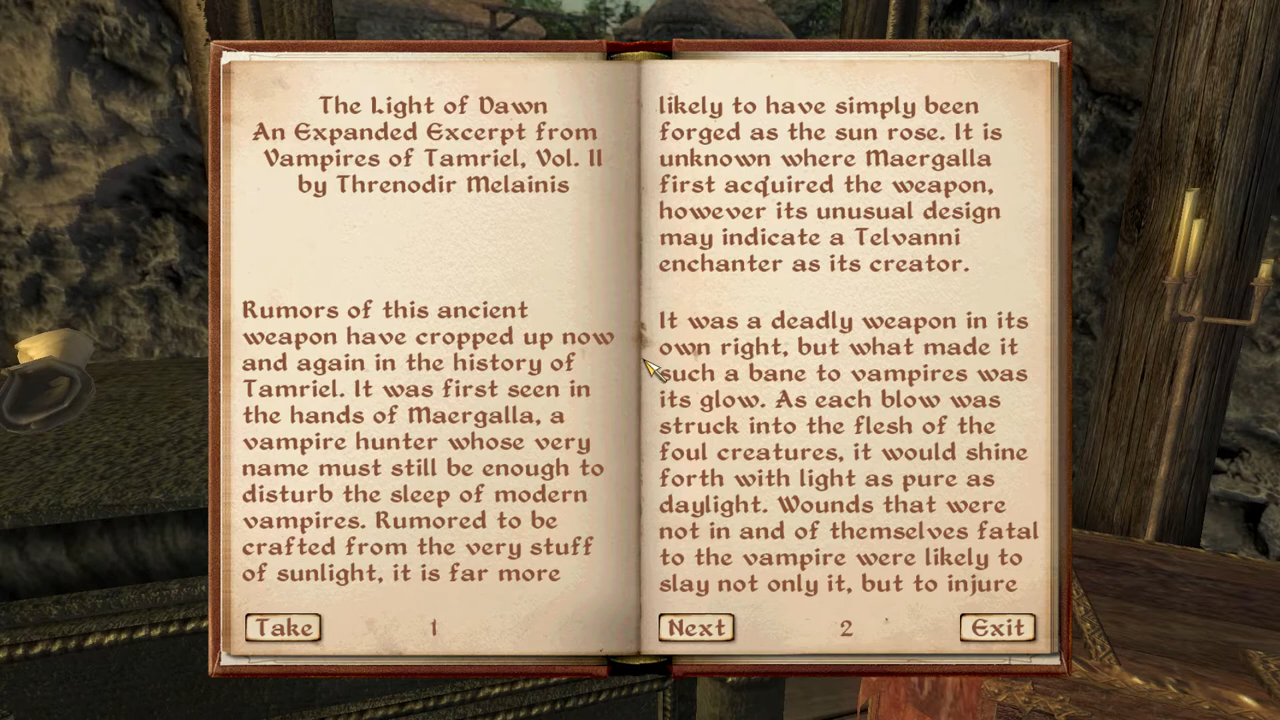 The Light of Dawn
An Expanded Excerpt from
Vampires of Tamriel, Vol. II
by Threnodir Melainis
Rumors of this ancient
weapon have cropped up now
and again in the history of
Tamriel. It was first seen in
the hands of Maergalla, a
vampire hunter whose very
name must still be enough to
disturb the sleep of modern
vampires. Rumored to be
crafted from the very stuff
of sunlight, it is far more
likely to have simply been
forged as the sun rose. It is
unknown where Maergalla
first acquired the weapon,
however its unusual design
may indicate a Telvanni
enchanter as its creator.
It was a deadly weapon in its
own right, but what made it
such a bane to vampires was
its glow. As each blow was
struck into the flesh of the
foul creatures, it would shine
forth with light as pure as
daylight. Wounds that were
not in and of themselves fatal
to the vampire were likely to
slay not only it, but to injure
Take
1
Next
2
Exit